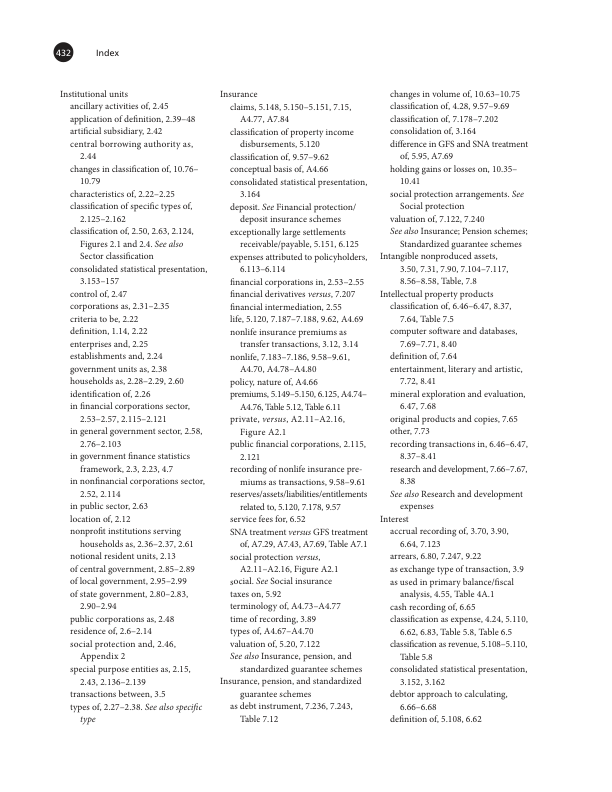 432 Index
Institutional units
ancillary activities of, 2.45
application of definition, 2.39–48
artificial subsidiary, 2.42
central borrowing authority as,
2.44
changes in classification of, 10.76–
10.79
characteristics of, 2.22–2.25
classification of specific types of,
2.125–2.162
classification of, 2.50, 2.63, 2.124,
Figures 2.1 and 2.4. See also
Sector classification
consolidated statistical presentation,
3.153–157
control of, 2.47
corporations as, 2.31–2.35
criteria to be, 2.22
definition, 1.14, 2.22
enterprises and, 2.25
establishments and, 2.24
government units as, 2.38
households as, 2.28–2.29, 2.60
identification of, 2.26
in financial corporations sector,
2.53–2.57, 2.115–2.121
in general government sector, 2.58,
2.76–2.103
in government finance statistics
framework, 2.3, 2.23, 4.7
in nonfinancial corporations sector,
2.52, 2.114
in public sector, 2.63
location of, 2.12
nonprofit institutions serving
households as, 2.36–2.37, 2.61
notional resident units, 2.13
of central government, 2.85–2.89
of local government, 2.95–2.99
of state government, 2.80–2.83,
2.90–2.94
public corporations as, 2.48
residence of, 2.6–2.14
social protection and, 2.46,
Appendix 2
special purpose entities as, 2.15,
2.43, 2.136–2.139
transactions between, 3.5
types of, 2.27–2.38. See also specific
type
Insurance
claims, 5.148, 5.150–5.151, 7.15,
A4.77, A7.84
classification of property income
disbursements, 5.120
classification of, 9.57–9.62
conceptual basis of, A4.66
consolidated statistical presentation,
3.164
deposit. See Financial protection/
deposit insurance schemes
exceptionally large settlements
receivable/payable, 5.151, 6.125
expenses attributed to policyholders,
6.113–6.114
financial corporations in, 2.53–2.55
financial derivatives versus, 7.207
financial intermediation, 2.55
life, 5.120, 7.187–7.188, 9.62, A4.69
nonlife insurance premiums as
transfer transactions, 3.12, 3.14
nonlife, 7.183–7.186, 9.58–9.61,
A4.70, A4.78–A4.80
policy, nature of, A4.66
premiums, 5.149–5.150, 6.125, A4.74–
A4.76, Table 5.12, Table 6.11
private, versus, A2.11–A2.16,
Figure A2.1
public financial corporations, 2.115,
2.121
recording of nonlife insurance pre-
miums as transactions, 9.58–9.61
reserves/assets/liabilities/entitlements
related to, 5.120, 7.178, 9.57
service fees for, 6.52
SNA treatment versus GFS treatment
of, A7.29, A7.43, A7.69, Table A7.1
social protection versus,
A2.11–A2.16, Figure A2.1
social. See Social insurance
taxes on, 5.92
terminology of, A4.73–A4.77
time of recording, 3.89
types of, A4.67–A4.70
valuation of, 5.20, 7.122
See also Insurance, pension, and
standardized guarantee schemes
Insurance, pension, and standardized
guarantee schemes
as debt instrument, 7.236, 7.243,
Table 7.12
changes in volume of, 10.63–10.75
classification of, 4.28, 9.57–9.69
classification of, 7.178–7.202
consolidation of, 3.164
difference in GFS and SNA treatment
of, 5.95, A7.69
holding gains or losses on, 10.35–
10.41
social protection arrangements. See
Social protection
valuation of, 7.122, 7.240
See also Insurance; Pension schemes;
Standardized guarantee schemes
Intangible nonproduced assets,
3.50, 7.31, 7.90, 7.104–7.117,
8.56–8.58, Table, 7.8
Intellectual property products
classification of, 6.46–6.47, 8.37,
7.64, Table 7.5
computer software and databases,
7.69–7.71, 8.40
definition of, 7.64
entertainment, literary and artistic,
7.72, 8.41
mineral exploration and evaluation,
6.47, 7.68
original products and copies, 7.65
other, 7.73
recording transactions in, 6.46–6.47,
8.37–8.41
research and development, 7.66–7.67,
8.38
See also Research and development
expenses
Interest
accrual recording of, 3.70, 3.90,
6.64, 7.123
arrears, 6.80, 7.247, 9.22
as exchange type of transaction, 3.9
as used in primary balance/fiscal
analysis, 4.55, Table 4A.1
cash recording of, 6.65
classification as expense, 4.24, 5.110,
6.62, 6.83, Table 5.8, Table 6.5
classification as revenue, 5.108–5.110,
Table 5.8
consolidated statistical presentation,
3.152, 3.162
debtor approach to calculating,
6.66–6.68
definition of, 5.108, 6.62